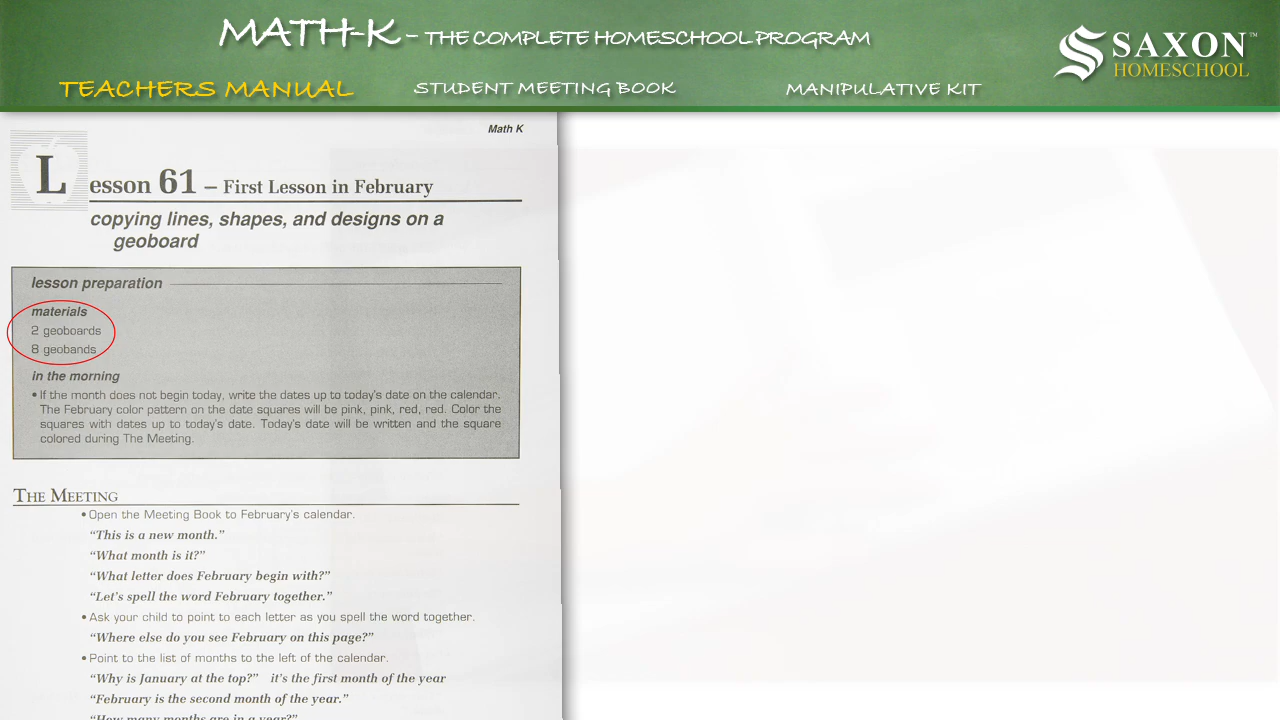 MATH-K – THE COMPLETE HOMESCHOOL PROGRAM
SAXON™
HOMESCHOOL
TEACHERS MANUAL
STUDENT MEETING BOOK
MANIPULATIVE KIT
Math K
Lesson 61 – First Lesson in February
copying lines, shapes, and designs on a
geoboard
lesson preparation
materials
2 geoboards
8 geobands
in the morning
• If the month does not begin today, write the dates up to today's date on the calendar.
The February color pattern on the date squares will be pink, pink, red, red. Color the
squares with dates up to today's date. Today's date will be written and the square
colored during The Meeting.
THE MEETING
• Open the Meeting Book to February's calendar.
“This is a new month.”
“What month is it?”
“What letter does February begin with?”
“Let's spell the word February together.”
• Ask your child to point to each letter as you spell the word together.
“Where else do you see February on this page?”
• Point to the list of months to the left of the calendar.
“Why is January at the top?” it's the first month of the year
“February is the second month of the year.”
“How many months are in a year?”